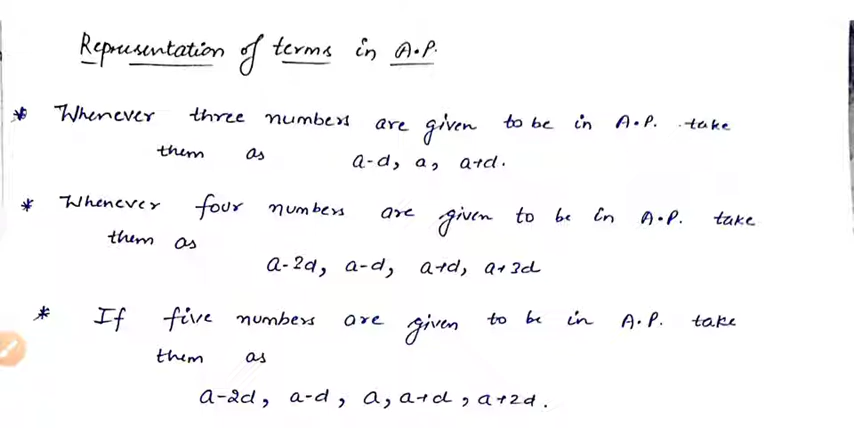 Representation of terms in A.P.
* Whenever three numbers are given to be in A.P. take
them as a-d, a, a+d.
* Whenever four numbers are given to be in A.P. take
them as
a-2d, a-d, a+d, a+2d
* If five numbers are given to be in A.P. take
them as
a-2d, a-d, a, a+d, a+2d.